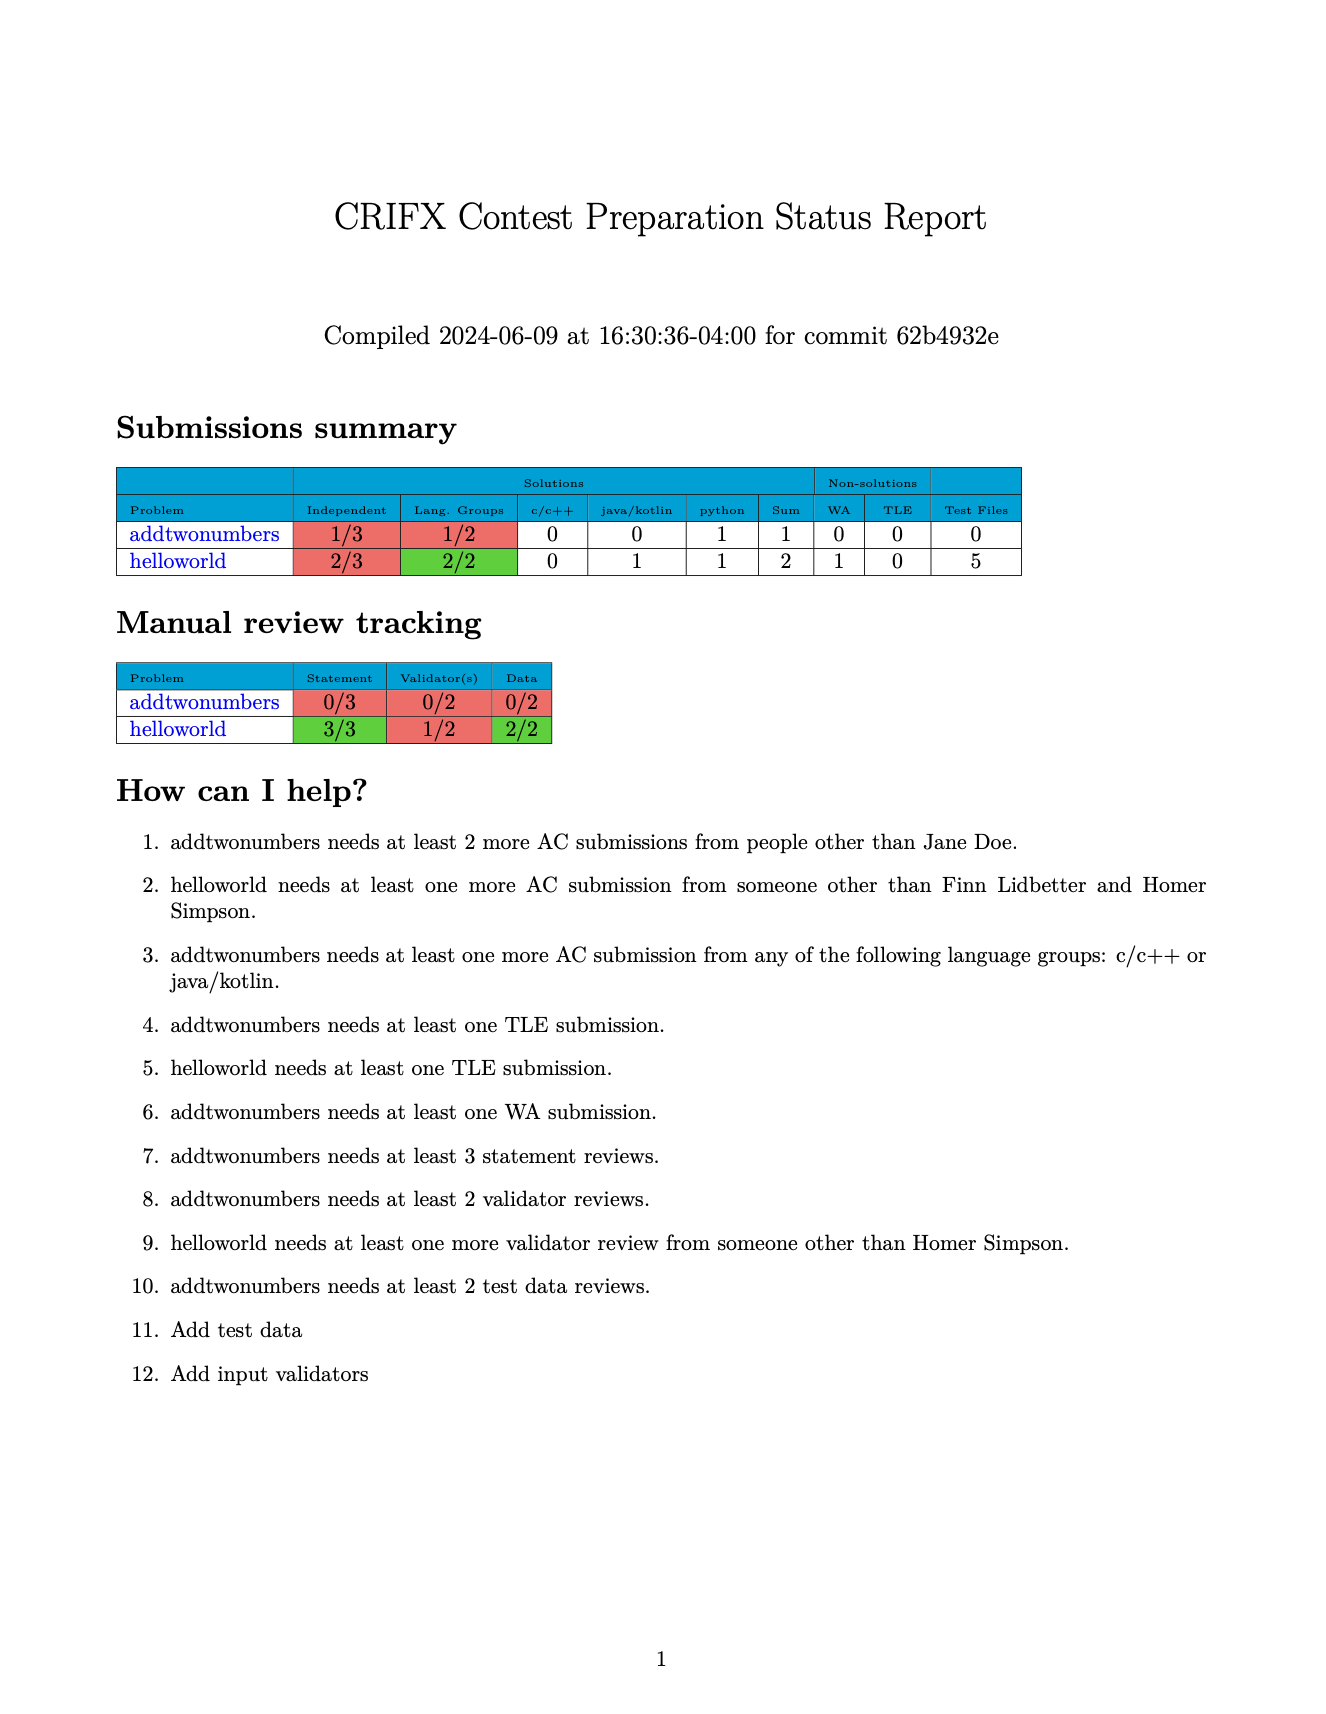 CRIFX Contest Preparation Status Report
Compiled 2024-06-09 at 16:30:36-04:00 for commit 62b4932e
Submissions summary
Solutions Non-solutions
Problem Independent Lang. Groups c/c++ java/kotlin python Sum WA TLE Test Files
addtwonumbers 1/3 1/2 0 0 1 1 0 0 0
helloworld 2/3 2/2 0 1 1 2 1 0 5
Manual review tracking
Problem Statement Validator(s) Data
addtwonumbers 0/3 0/2 0/2
helloworld 3/3 1/2 2/2
How can I help?
1. addtwonumbers needs at least 2 more AC submissions from people other than Jane Doe.
2. helloworld needs at least one more AC submission from someone other than Finn Lidbetter and Homer
Simpson.
3. addtwonumbers needs at least one more AC submission from any of the following language groups: c/c++ or
java/kotlin.
4. addtwonumbers needs at least one TLE submission.
5. helloworld needs at least one TLE submission.
6. addtwonumbers needs at least one WA submission.
7. addtwonumbers needs at least 3 statement reviews.
8. addtwonumbers needs at least 2 validator reviews.
9. helloworld needs at least one more validator review from someone other than Homer Simpson.
10. addtwonumbers needs at least 2 test data reviews.
11. Add test data
12. Add input validators
1